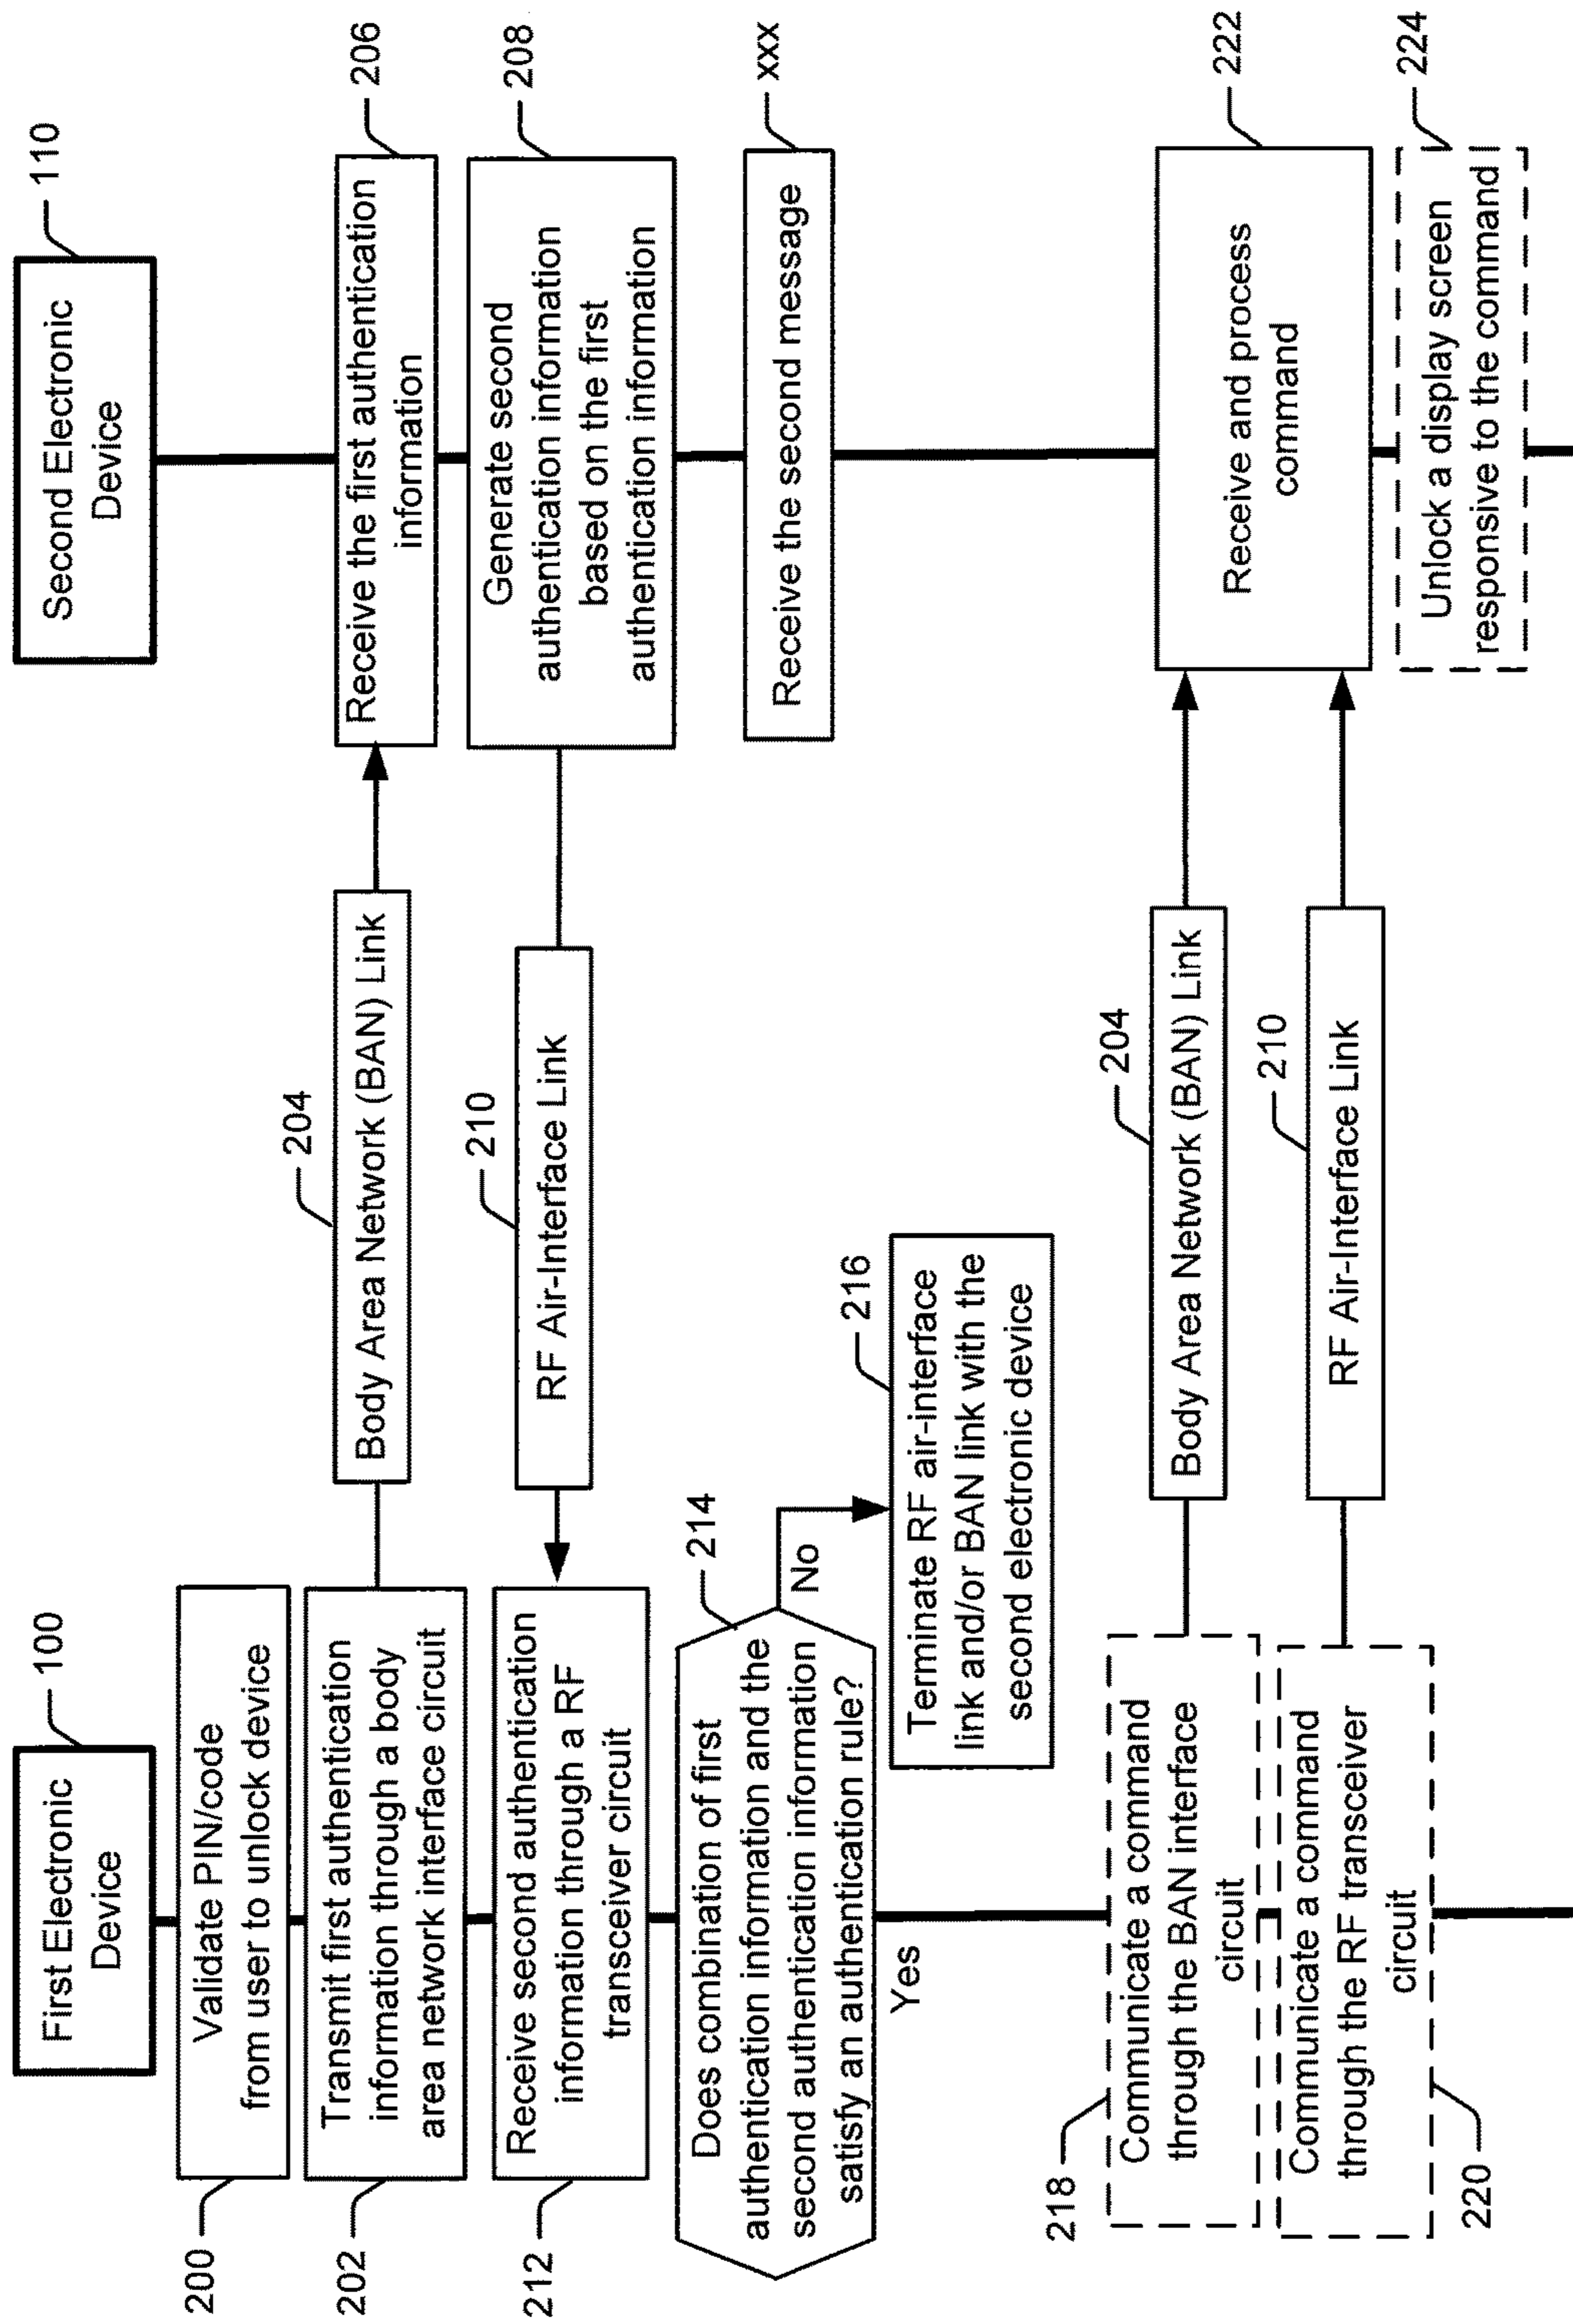 First Electronic
Device
100
Second Electronic
Device
110
Validate PIN/code
from user to unlock device
200
Transmit first authentication
information through a body
area network interface circuit
202
Body Area Network (BAN) Link
204
Receive the first authentication
information
206
Generate second
authentication information
based on the first
authentication information
208
RF Air-Interface Link
210
Receive second authentication
information through a RF
transceiver circuit
212
Does combination of first
authentication information and the
second authentication information
satisfy an authentication rule?
214
No
Yes
Terminate RF air-interface
link and/or BAN link with the
second electronic device
216
Receive the second message
xxx
Communicate a command
through the BAN interface
circuit
218
Body Area Network (BAN) Link
204
Communicate a command
through the RF transceiver
circuit
220
RF Air-Interface Link
210
Receive and process
command
222
Unlock a display screen
responsive to the command
224